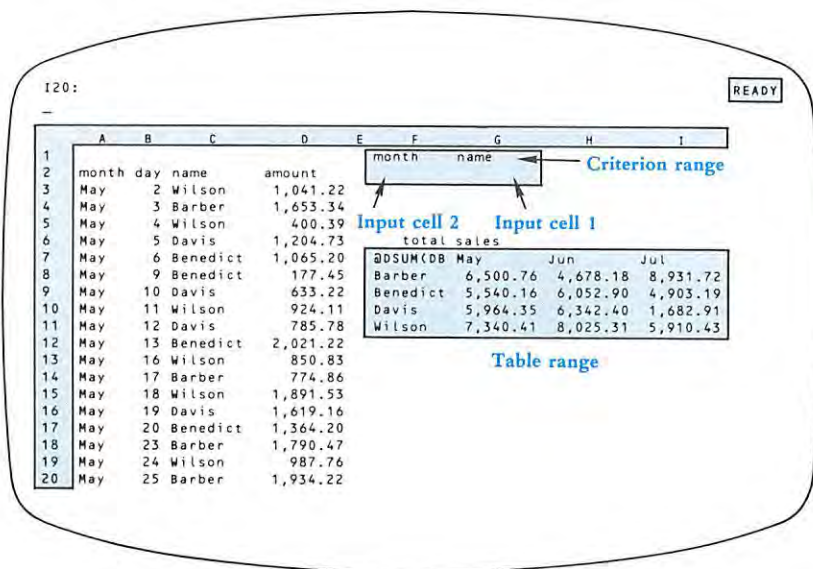 I20:
READY
A B C D E F G H I
1 month name Criterion range
2 month day name amount
3 May 2 Wilson 1,041.22
4 May 3 Barber 1,653.34
5 May 4 Wilson 400.39 Input cell 2 Input cell 1
6 May 5 Davis 1,204.73 total sales
7 May 6 Benedict 1,065.20 @DSUM(DB May Jun Jul
8 May 9 Benedict 177.45 Barber 6,500.76 4,678.18 8,931.72
9 May 10 Davis 633.22 Benedict 5,540.16 6,052.90 4,903.19
10 May 11 Wilson 924.11 Davis 5,964.35 6,342.40 1,682.91
11 May 12 Davis 785.78 Wilson 7,340.41 8,025.31 5,910.43
12 May 13 Benedict 2,021.22
13 May 16 Wilson 850.83 Table range
14 May 17 Barber 774.86
15 May 18 Wilson 1,891.53
16 May 19 Davis 1,619.16
17 May 20 Benedict 1,364.20
18 May 23 Barber 1,790.47
19 May 24 Wilson 987.76
20 May 25 Barber 1,934.22